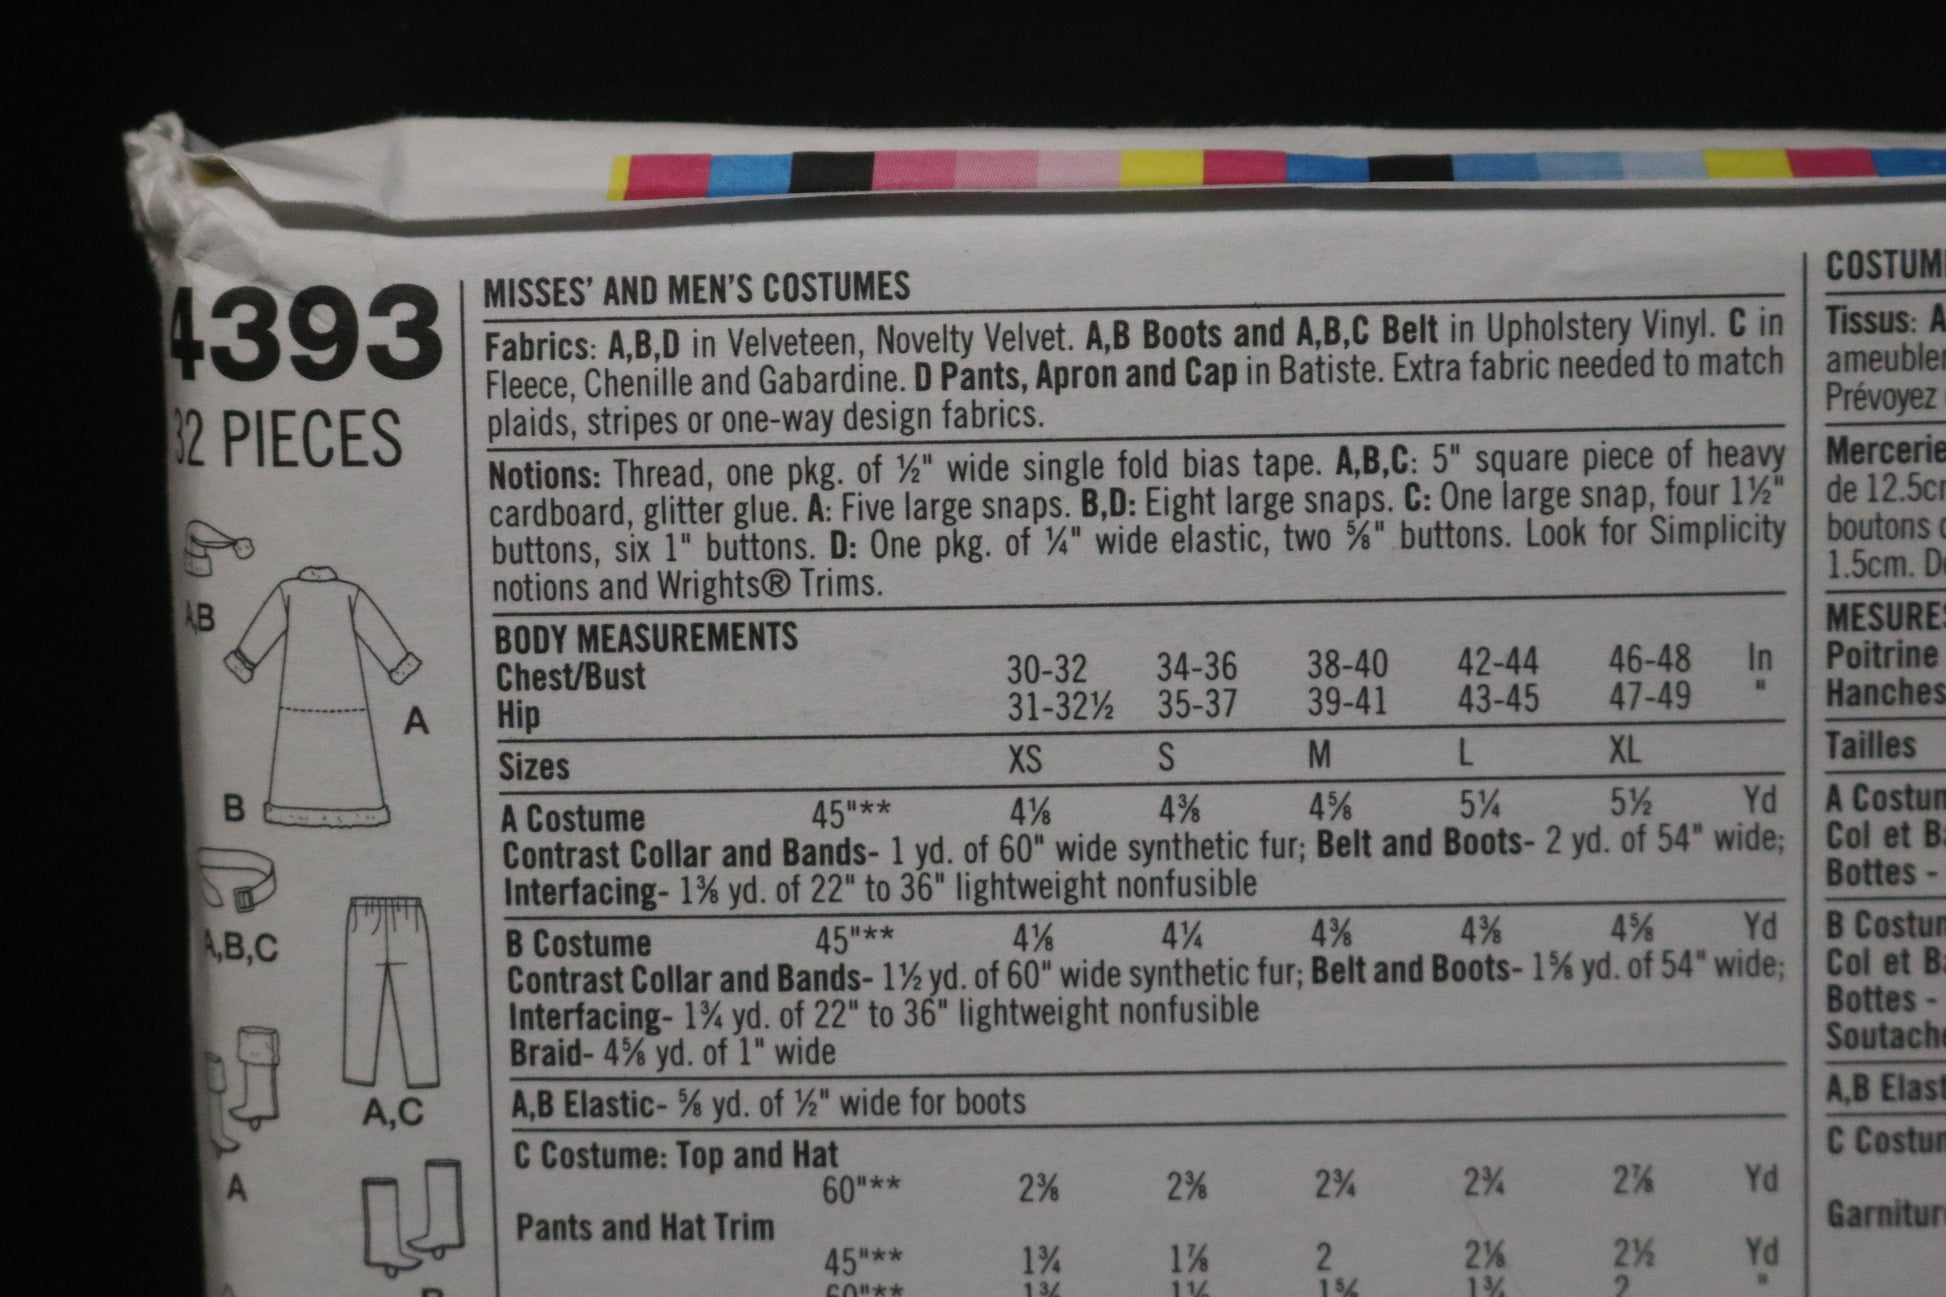 4393
32 PIECES
A,B
A
B
A,B,C
A,C
A
MISSES' AND MEN'S COSTUMES
Fabrics: A,B,D in Velveteen, Novelty Velvet. A,B Boots and A,B,C Belt in Upholstery Vinyl. C in
Fleece, Chenille and Gabardine. D Pants, Apron and Cap in Batiste. Extra fabric needed to match
plaids, stripes or one-way design fabrics.
Notions: Thread, one pkg. of ½" wide single fold bias tape. A,B,C: 5" square piece of heavy
cardboard, glitter glue. A: Five large snaps. B,D: Eight large snaps. C: One large snap, four 1½"
buttons, six 1" buttons. D: One pkg. of ¼" wide elastic, two ⅝" buttons. Look for Simplicity
notions and Wrights® Trims.
BODY MEASUREMENTS
Chest/Bust 30-32 34-36 38-40 42-44 46-48 In
Hip 31-32½ 35-37 39-41 43-45 47-49 "
Sizes XS S M L XL
A Costume 45"** 4⅛ 4⅜ 4⅝ 5¼ 5½ Yd
Contrast Collar and Bands- 1 yd. of 60" wide synthetic fur; Belt and Boots- 2 yd. of 54" wide;
Interfacing- 1⅜ yd. of 22" to 36" lightweight nonfusible
B Costume 45"** 4⅛ 4¼ 4⅜ 4⅜ 4⅝ Yd
Contrast Collar and Bands- 1½ yd. of 60" wide synthetic fur; Belt and Boots- 1⅝ yd. of 54" wide;
Interfacing- 1¾ yd. of 22" to 36" lightweight nonfusible
Braid- 4⅝ yd. of 1" wide
A,B Elastic- ⅝ yd. of ½" wide for boots
C Costume: Top and Hat
60"** 2⅜ 2⅜ 2¾ 2¾ 2⅞ Yd
Pants and Hat Trim
45"** 1¾ 1⅞ 2 2⅛ 2½ Yd
60"** 2 "
COSTUM
Tissus: A
ameublem
Prévoyez
Mercerie
de 12.5cm
boutons
1.5cm. D
MESURES
Poitrine
Hanches
Tailles
A Costum
Col et B
Bottes -
B Costum
Col et B
Bottes -
Soutach
A,B Elast
C Costum
Garniture